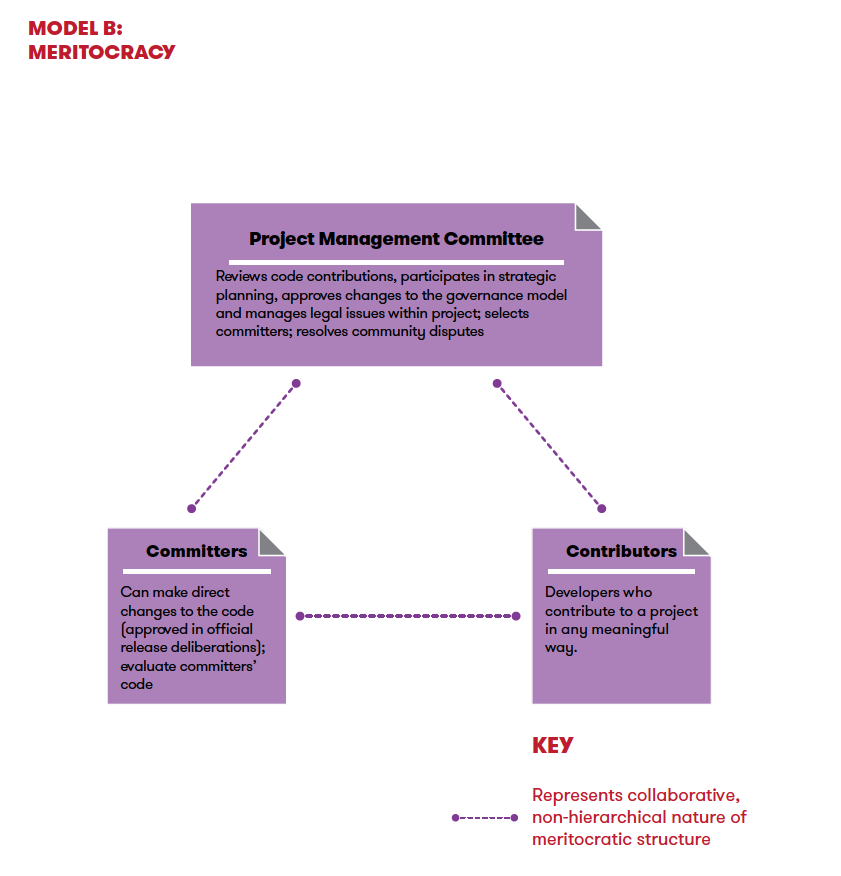 MODEL B:
MERITOCRACY
Project Management Committee
Reviews code contributions, participates in strategic
planning, approves changes to the governance model
and manages legal issues within project; selects
committers; resolves community disputes
Committers
Can make direct
changes to the code
(approved in official
release deliberations);
evaluate committers’
code
Contributors
Developers who
contribute to a project
in any meaningful
way.
KEY
Represents collaborative,
non-hierarchical nature of
meritocratic structure